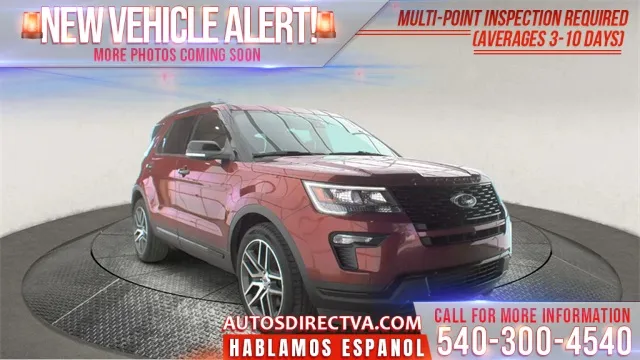 NEW VEHICLE ALERT!
MORE PHOTOS COMING SOON
MULTI-POINT INSPECTION REQUIRED
(AVERAGES 3-10 DAYS)
Ford
AUTOSDIRECTVA.COM
HABLAMOS ESPANOL
CALL FOR MORE INFORMATION
540-300-4540